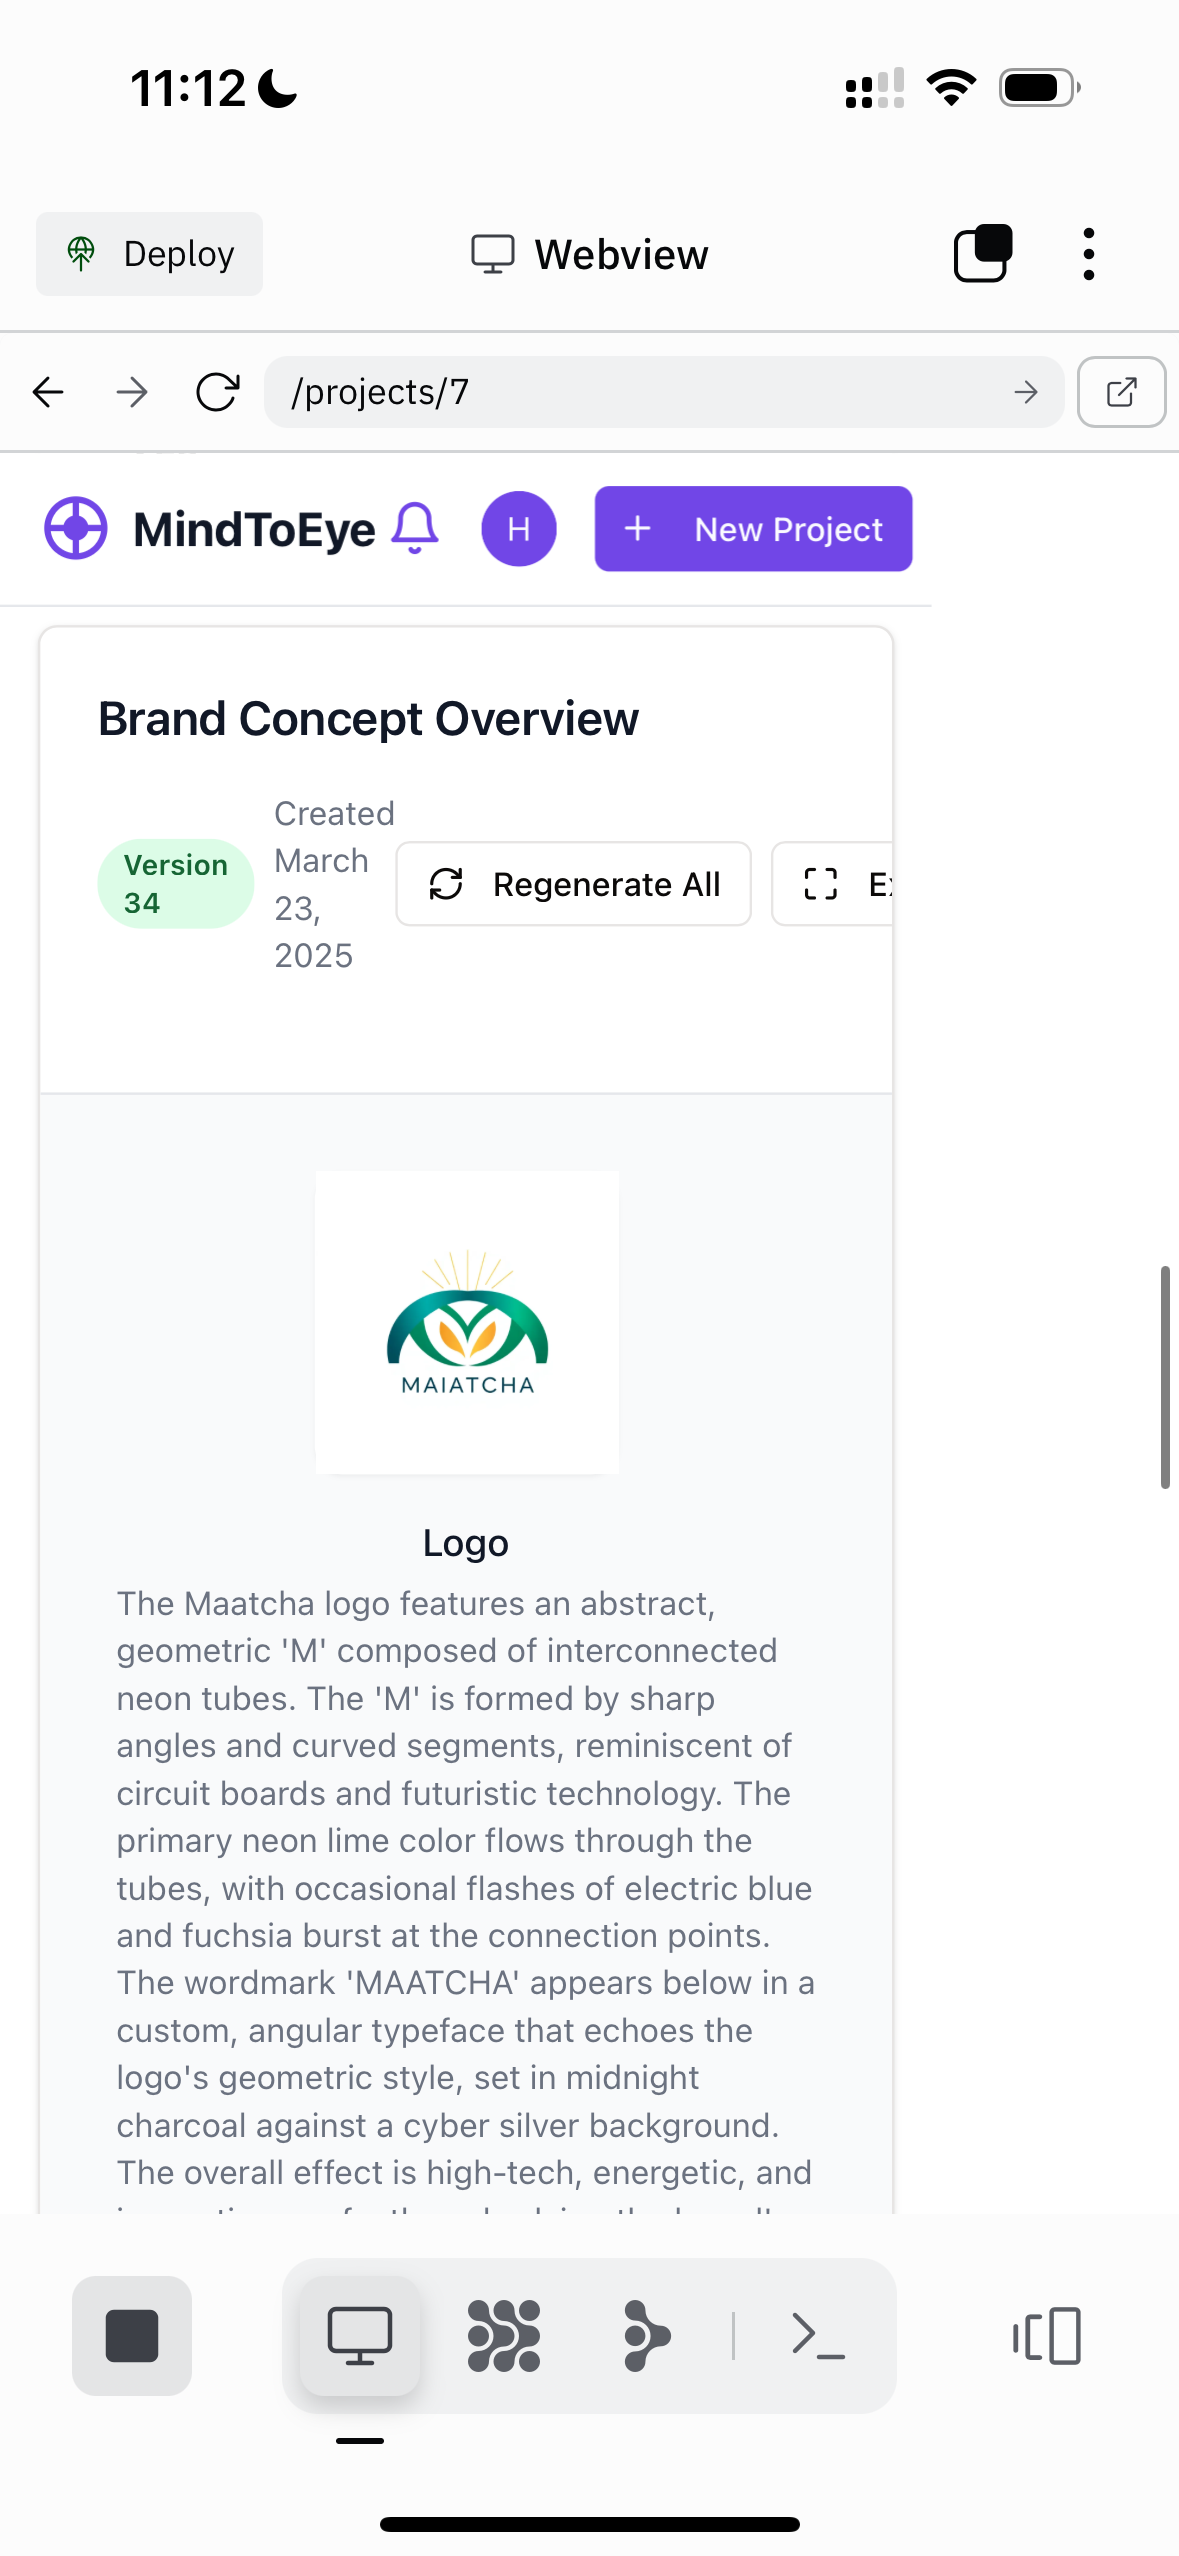 11:12
Deploy
Webview
/projects/7
MindToEye
H
New Project
Brand Concept Overview
Version
34
Created
March
23,
2025
Regenerate All
MAIATCHA
Logo
The Maatcha logo features an abstract,
geometric 'M' composed of interconnected
neon tubes. The 'M' is formed by sharp
angles and curved segments, reminiscent of
circuit boards and futuristic technology. The
primary neon lime color flows through the
tubes, with occasional flashes of electric blue
and fuchsia burst at the connection points.
The wordmark 'MAATCHA' appears below in a
custom, angular typeface that echoes the
logo's geometric style, set in midnight
charcoal against a cyber silver background.
The overall effect is high-tech, energetic, and